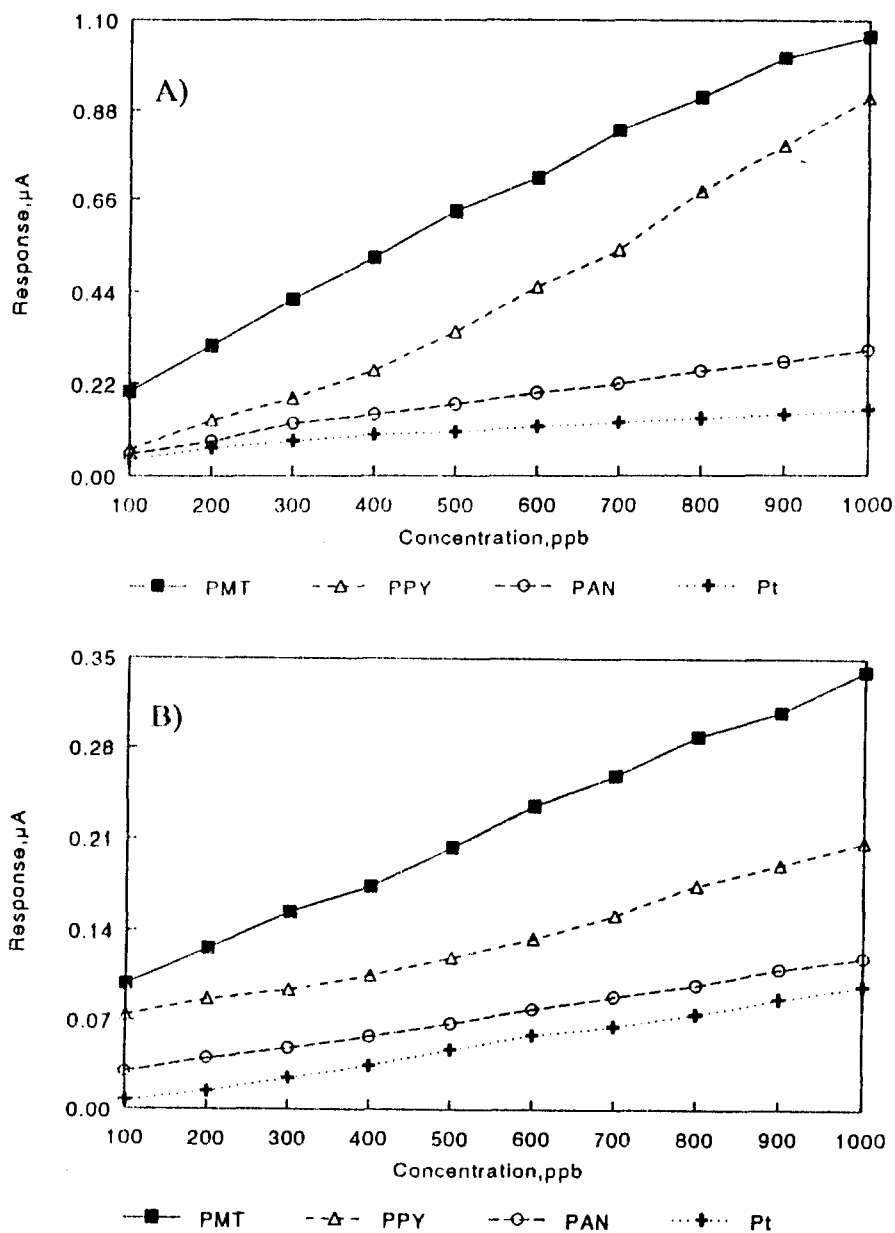 1.10
A)
0.88
0.66
0.44
0.22
0.00
Response,µA
100 200 300 400 500 600 700 800 900 1000
Concentration,ppb
PMT PPY PAN Pt
0.35
B)
0.28
0.21
0.14
0.07
0.00
Response,µA
100 200 300 400 500 600 700 800 900 1000
Concentration,ppb
PMT PPY PAN Pt